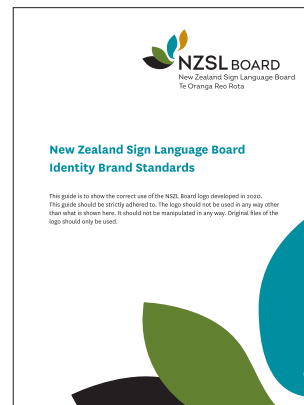 NZSL BOARD
New Zealand Sign Language Board
Te Oranga Reo Rota
New Zealand Sign Language Board
Identity Brand Standards
This guide is to show the correct use of the NSZL Board logo developed in 2020.
This guide should be strictly adhered to. The logo should not be used in any way other
than what is shown here. It should not be manipulated in any way. Original files of the
logo should only be used.